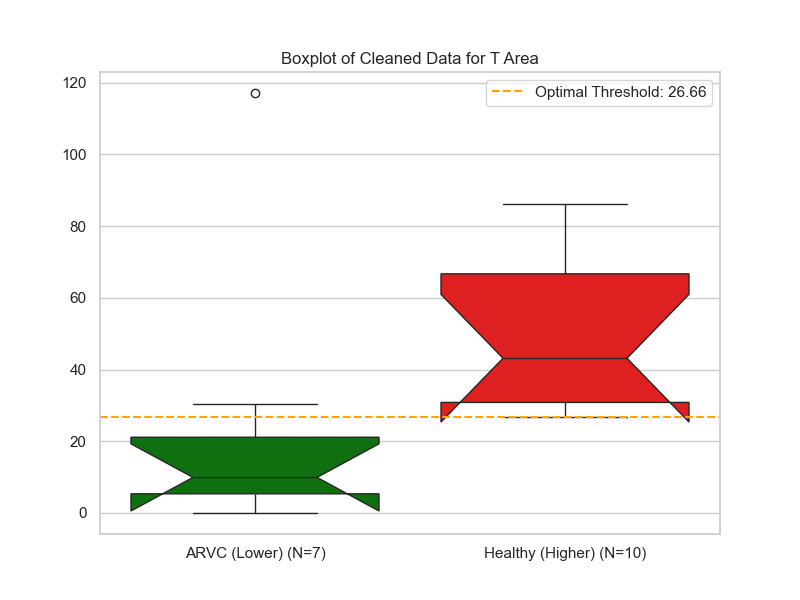 Boxplot of Cleaned Data for T Area
Optimal Threshold: 26.66
120
100
80
60
40
20
0
ARVC (Lower) (N=7)
Healthy (Higher) (N=10)